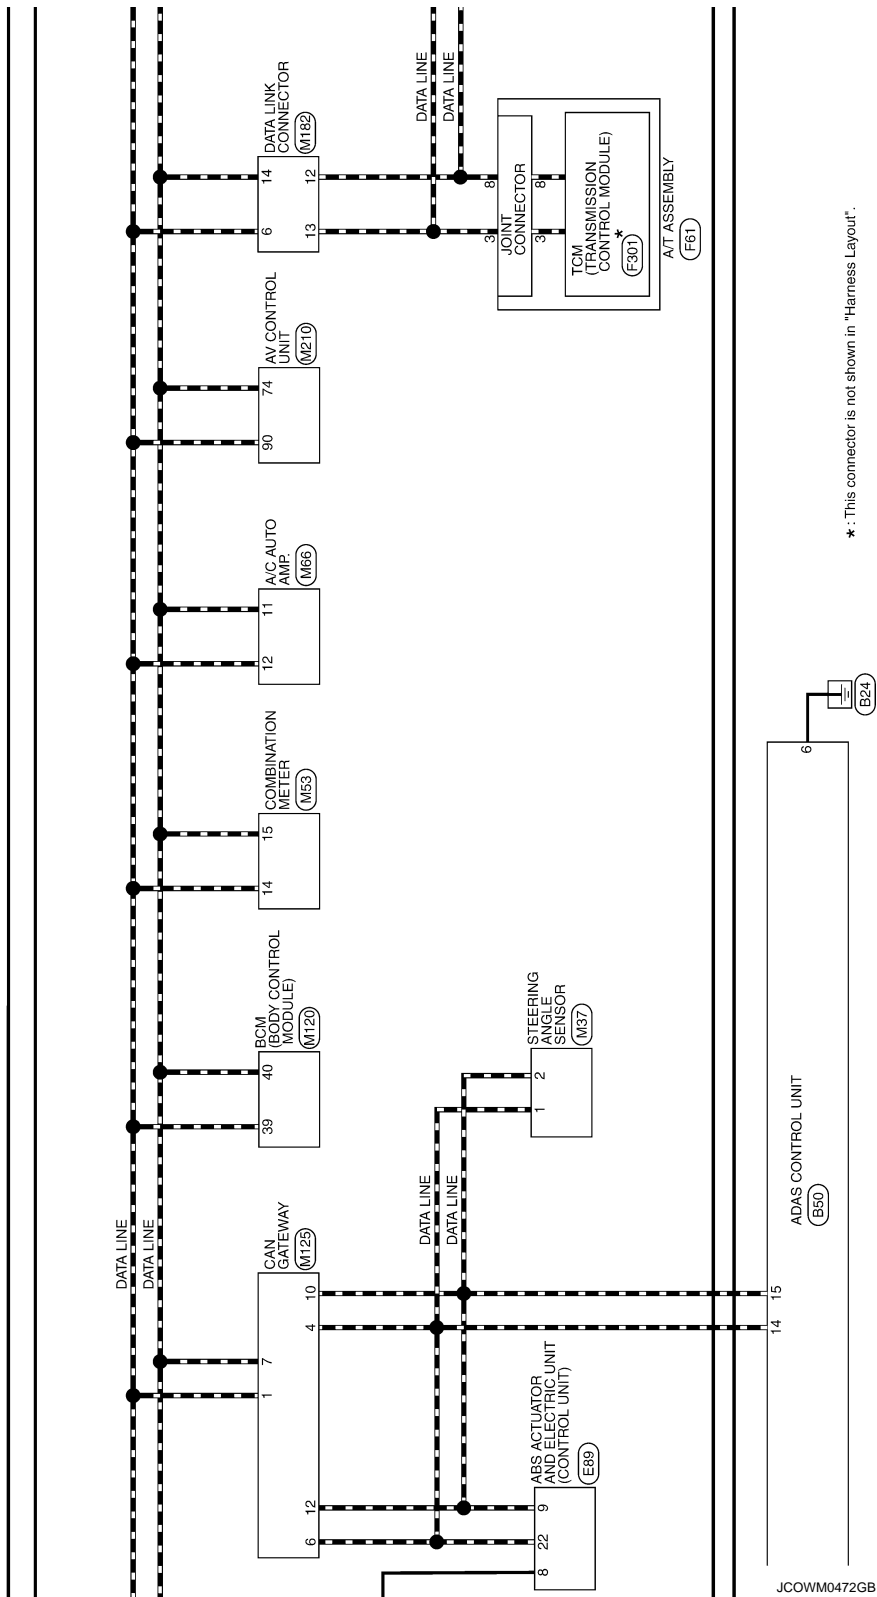 DATA LINE
DATA LINE
DATA LINK
CONNECTOR
M182
14
6
12
13
8
3
JOINT
CONNECTOR
8
3
TCM
(TRANSMISSION
CONTROL MODULE)
*
F301
A/T ASSEMBLY
F61
AV CONTROL
UNIT
M210
74
90
A/C AUTO
AMP.
M66
11
12
COMBINATION
METER
M53
15
14
BCM
(BODY CONTROL
MODULE)
M120
40
39
STEERING
ANGLE
SENSOR
M37
2
1
DATA LINE
DATA LINE
DATA LINE
DATA LINE
CAN
GATEWAY
M125
10
4
7
1
12
6
ABS ACTUATOR
AND ELECTRIC UNIT
(CONTROL UNIT)
E89
9
22
8
ADAS CONTROL UNIT
B50
15
14
6
B24
* : This connector is not shown in "Harness Layout".
JCOWM0472GB